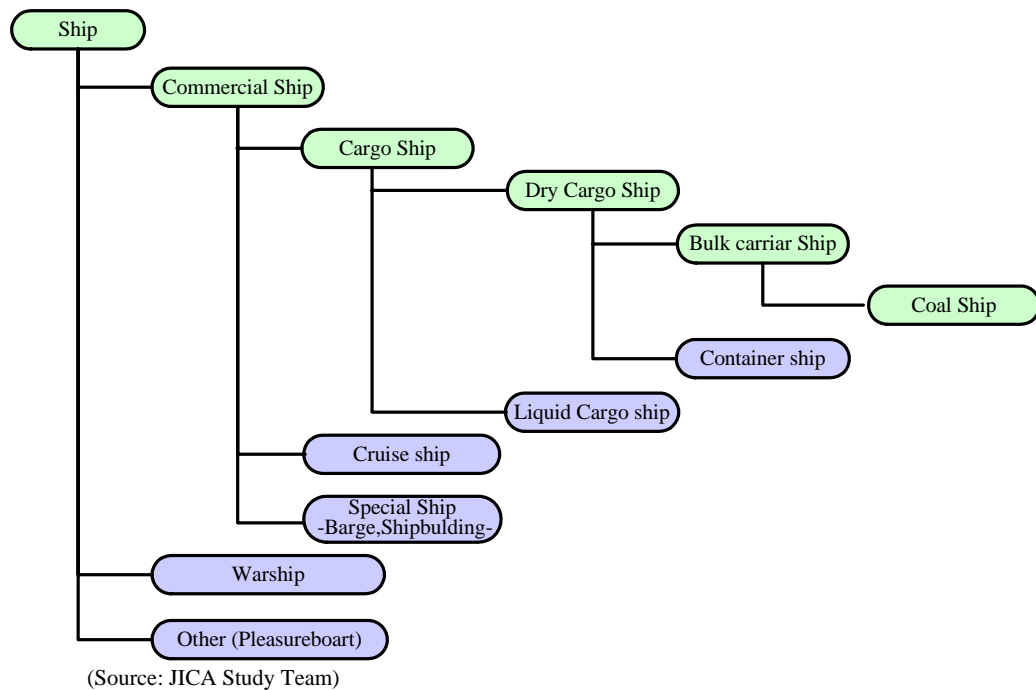 Ship
Commercial Ship
Cargo Ship
Dry Cargo Ship
Bulk carriar Ship
Coal Ship
Container ship
Liquid Cargo ship
Cruise ship
Special Ship
-Barge,Shipbulding-
Warship
Other (Pleasureboart)
(Source: JICA Study Team)